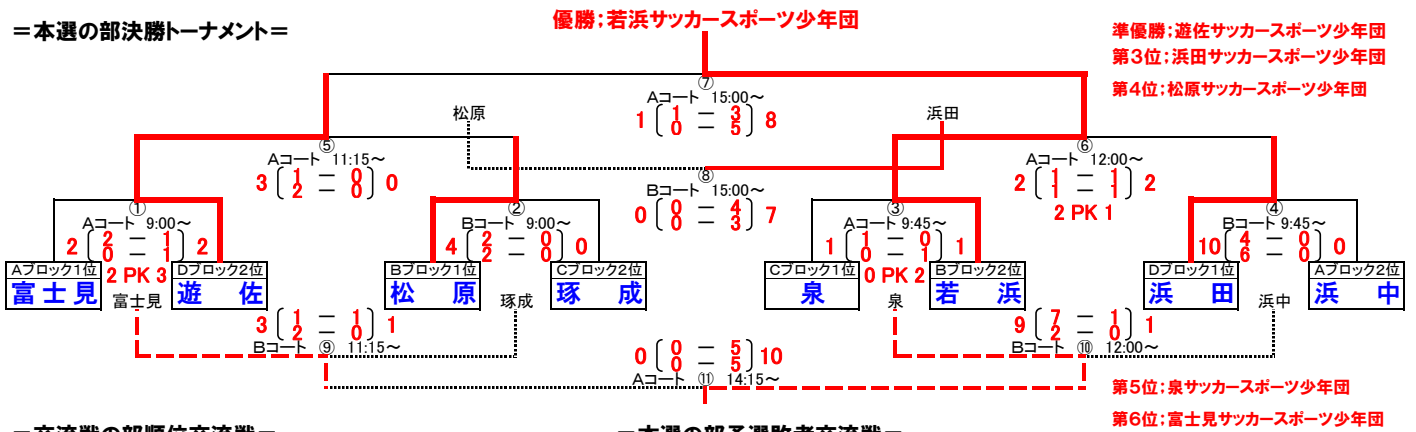 優勝；若浜サッカースポーツ少年団
＝本選の部決勝トーナメント＝
準優勝；遊佐サッカースポーツ少年団
第３位；浜田サッカースポーツ少年団
第４位；松原サッカースポーツ少年団
⑦
Aコート 15:00～
1 1 － 3 8
0 － 5
松原
浜田
⑤
Aコート 11:15～
3 1 － 0 0
2 － 0
⑧
Bコート 15:00～
0 0 － 4 7
0 － 3
⑥
Aコート 12:00～
2 1 － 1 2
1 － 1
2 PK 1
①
Aコート 9:00～
2 2 － 1 2
0 － 1
2 PK 3
②
Bコート 9:00～
4 2 － 0 0
2 － 0
③
Aコート 9:45～
1 1 － 0 1
0 － 1
0 PK 2
④
Bコート 9:45～
10 4 － 0 0
6 － 0
Aブロック1位 Dブロック2位 Bブロック1位 Cブロック2位 Cブロック1位 Bブロック2位 Dブロック1位 Aブロック2位
富士見 遊佐 松原 琢成 泉 若浜 浜田 浜中
富士見 琢成 泉 浜中
3 1 － 1 1
2 － 0
Bコート ⑨ 11:15～
9 7 － 1 1
2 － 0
Bコート ⑩ 12:00～
0 0 － 5 10
0 － 5
Aコート ⑪ 14:15～
第５位；泉サッカースポーツ少年団
第６位；富士見サッカースポーツ少年団